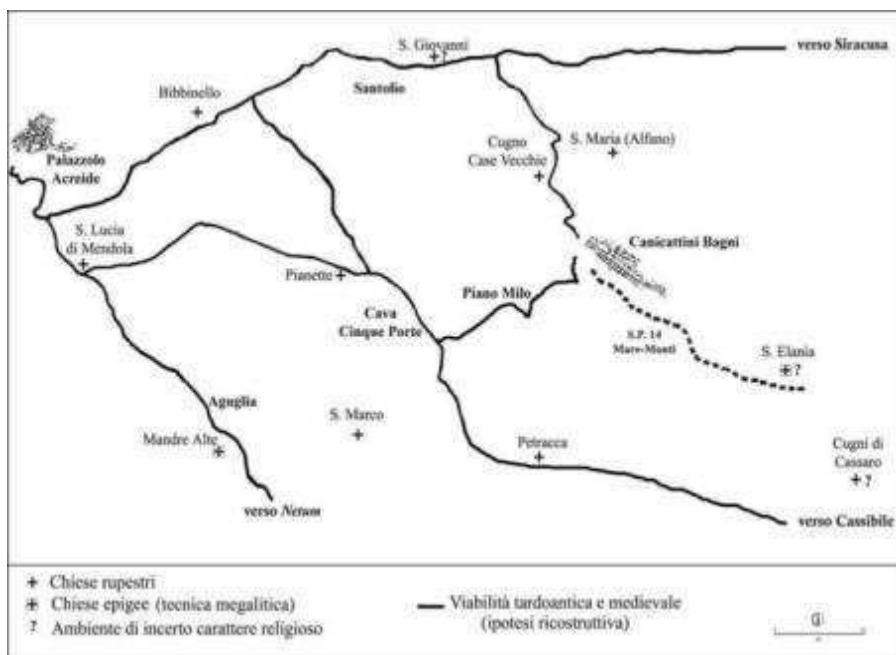 S. Giovanni
verso Siracusa
Santolio
Bibbinello
Palazzolo
Acreide
Cugno
Case Vecchie
S. Maria (Alfano)
S. Lucia
di Mendola
Canicattini Bagni
Pianette
Piano Milo
Cava
Cinque Porte
S.P. 14
Mare-Monti
S. Elania
?
Aguglia
S. Marco
Mandre Alte
Petracca
Cugni di
Cassaro
?
verso Netum
verso Cassibile
Chiese rupestri
Chiese epigee (tecnica megalitica)
? Ambiente di incerto carattere religioso
Viabilità tardoantica e medievale
(ipotesi ricostruttiva)